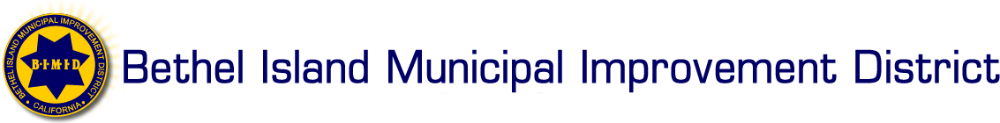 BETHEL ISLAND MUNICIPAL IMPROVEMENT DISTRICT
B·I·M·I·D
• CALIFORNIA •
Bethel Island Municipal Improvement District